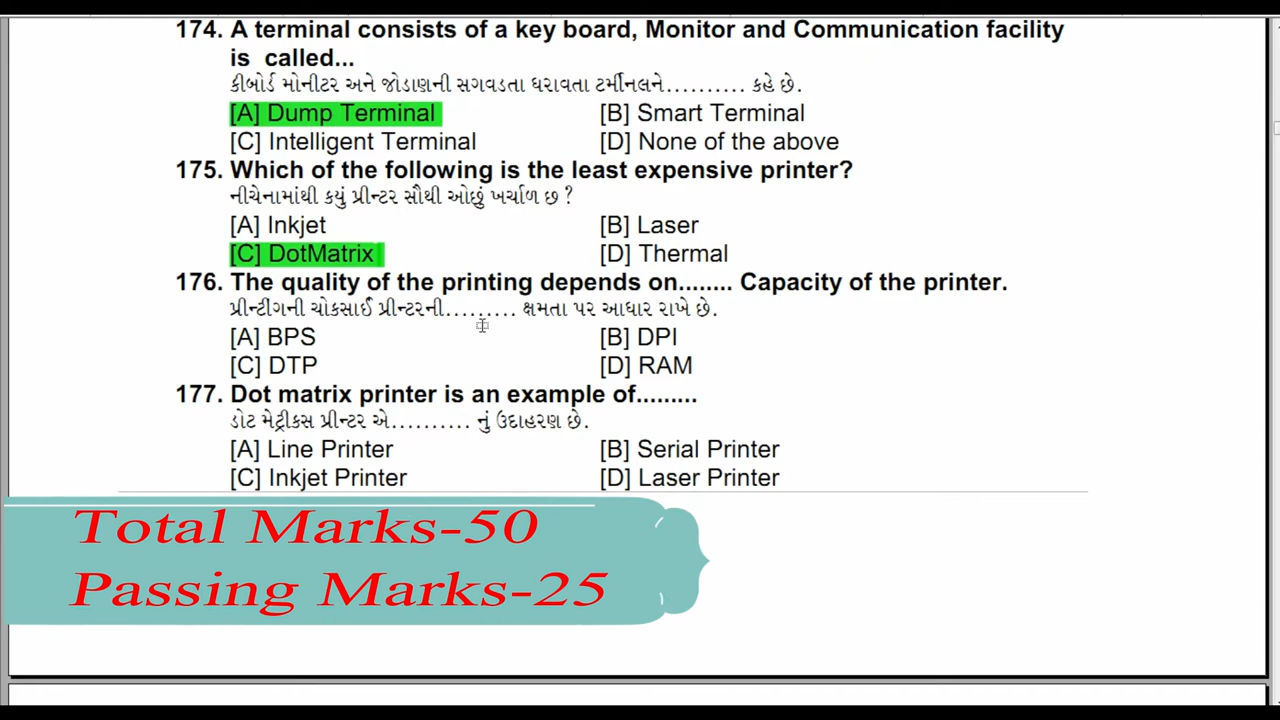 174. A terminal consists of a key board, Monitor and Communication facility
is called...
કીબોર્ડ મોનીટર અને જોડાણની સગવડતા ધરાવતા ટર્મીનલને.......... કહે છે.
[A] Dump Terminal [B] Smart Terminal
[C] Intelligent Terminal [D] None of the above
175. Which of the following is the least expensive printer?
નીચેનામાંથી કયું પ્રીન્ટર સૌથી ઓછું ખર્ચાળ છ ?
[A] Inkjet [B] Laser
[C] DotMatrix [D] Thermal
176. The quality of the printing depends on........ Capacity of the printer.
પ્રીન્ટીંગની ચોકસાઈ પ્રીન્ટરની......... ક્ષમતા પર આધાર રાખે છે.
[A] BPS [B] DPI
[C] DTP [D] RAM
177. Dot matrix printer is an example of.........
ડોટ મેટ્રીકસ પ્રીન્ટર એ.......... નું ઉદાહરણ છે.
[A] Line Printer [B] Serial Printer
[C] Inkjet Printer [D] Laser Printer
Total Marks-50
Passing Marks-25